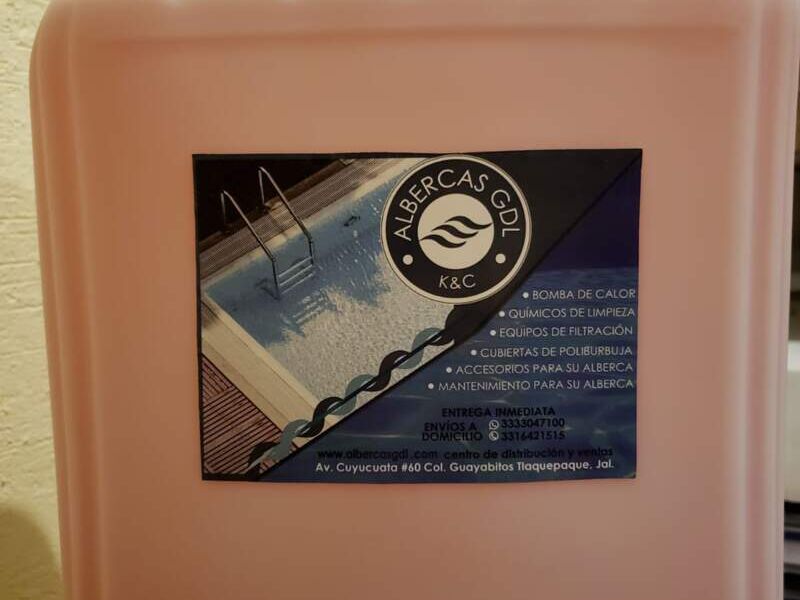 ALBERCAS GDL
K&C
• BOMBA DE CALOR
• QUÍMICOS DE LIMPIEZA
• EQUIPOS DE FILTRACIÓN
• CUBIERTAS DE POLIBURBUJA
• ACCESORIOS PARA SU ALBERCA
• MANTENIMIENTO PARA SU ALBERCA
ENTREGA INMEDIATA
ENVÍOS A 3333047100
DOMICILIO 3316421515
www.albercasgdl.com centro de distribución y ventas
Av. Cuyucuata #60 Col. Guayabitos Tlaquepaque, Jal.